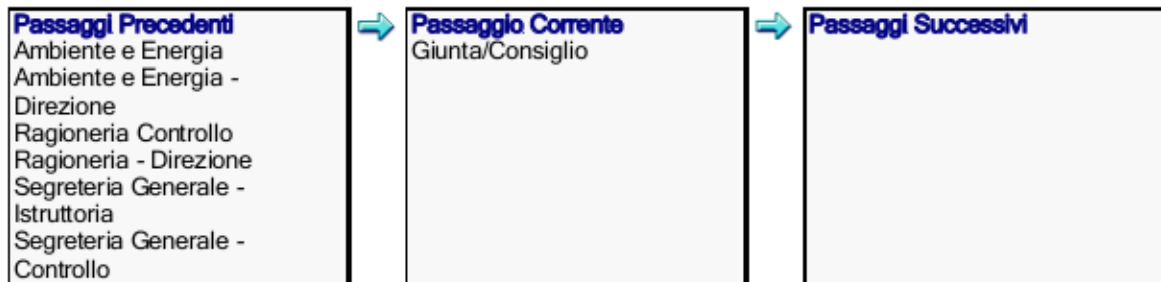 Passaggi Precedenti
Ambiente e Energia
Ambiente e Energia -
Direzione
Ragioneria Controllo
Ragioneria - Direzione
Segreteria Generale -
Istruttoria
Segreteria Generale -
Controllo
Passaggio Corrente
Giunta/Consiglio
Passaggi Successivi